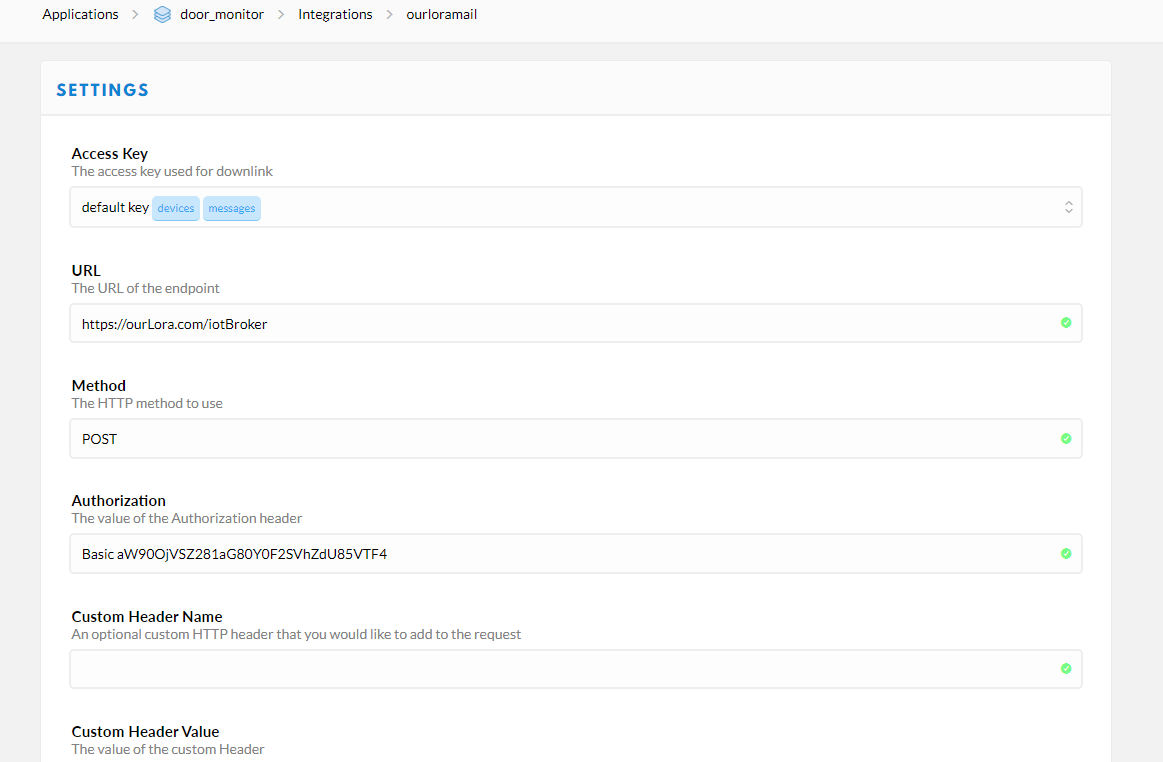 Applications > door_monitor > Integrations > ourloramail
SETTINGS
Access Key
The access key used for downlink
default key devices messages
URL
The URL of the endpoint
https://ourLora.com/iotBroker
Method
The HTTP method to use
POST
Authorization
The value of the Authorization header
Basic aW90OjVSZ281aG80Y0F2SVhZdU85VTF4
Custom Header Name
An optional custom HTTP header that you would like to add to the request
Custom Header Value
The value of the custom Header